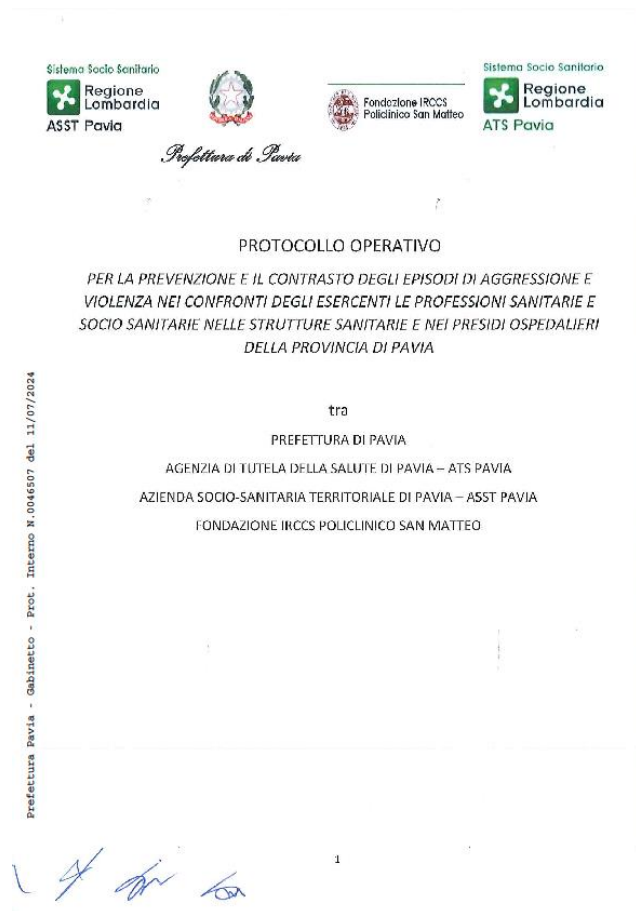 Sistema Socio Sanitario
Regione
Lombardia
ASST Pavia
Prefettura di Pavia
Fondazione IRCCS
Policlinico San Matteo
Sistema Socio Sanitario
Regione
Lombardia
ATS Pavia
PROTOCOLLO OPERATIVO
PER LA PREVENZIONE E IL CONTRASTO DEGLI EPISODI DI AGGRESSIONE E
VIOLENZA NEI CONFRONTI DEGLI ESERCENTI LE PROFESSIONI SANITARIE E
SOCIO SANITARIE NELLE STRUTTURE SANITARIE E NEI PRESIDI OSPEDALIERI
DELLA PROVINCIA DI PAVIA
tra
PREFETTURA DI PAVIA
AGENZIA DI TUTELA DELLA SALUTE DI PAVIA – ATS PAVIA
AZIENDA SOCIO-SANITARIA TERRITORIALE DI PAVIA – ASST PAVIA
FONDAZIONE IRCCS POLICLINICO SAN MATTEO
Prefettura Pavia - Gabinetto - Prot. Interno N.0046507 del 11/07/2024
1